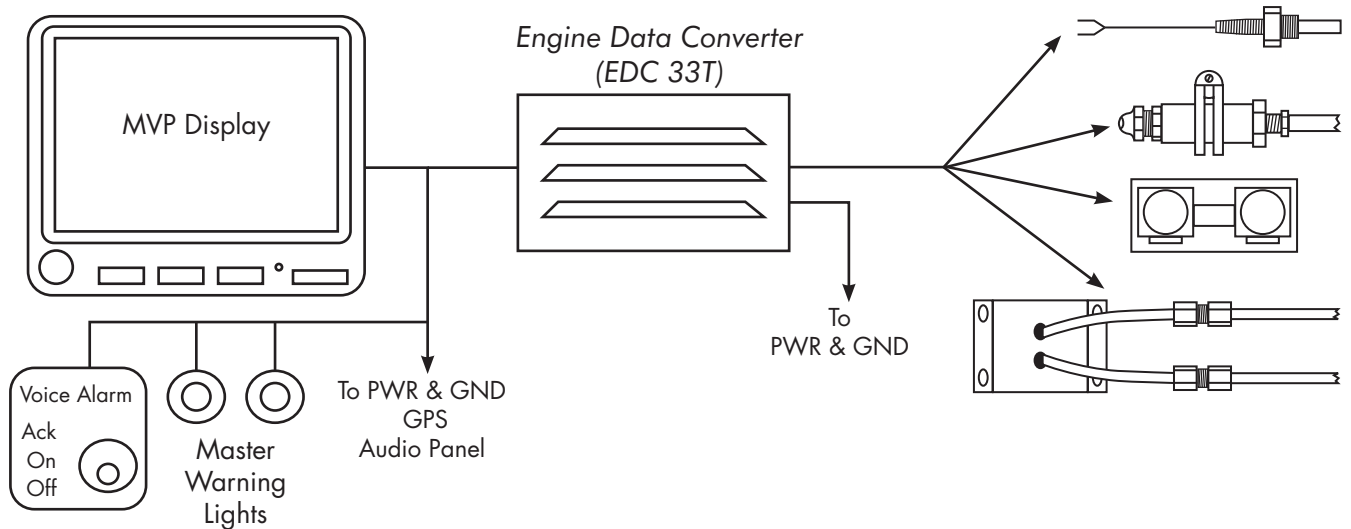 Engine Data Converter
(EDC 33T)
MVP Display
To
PWR & GND
To PWR & GND
GPS
Audio Panel
Voice Alarm
Ack
On
Off
Master
Warning
Lights